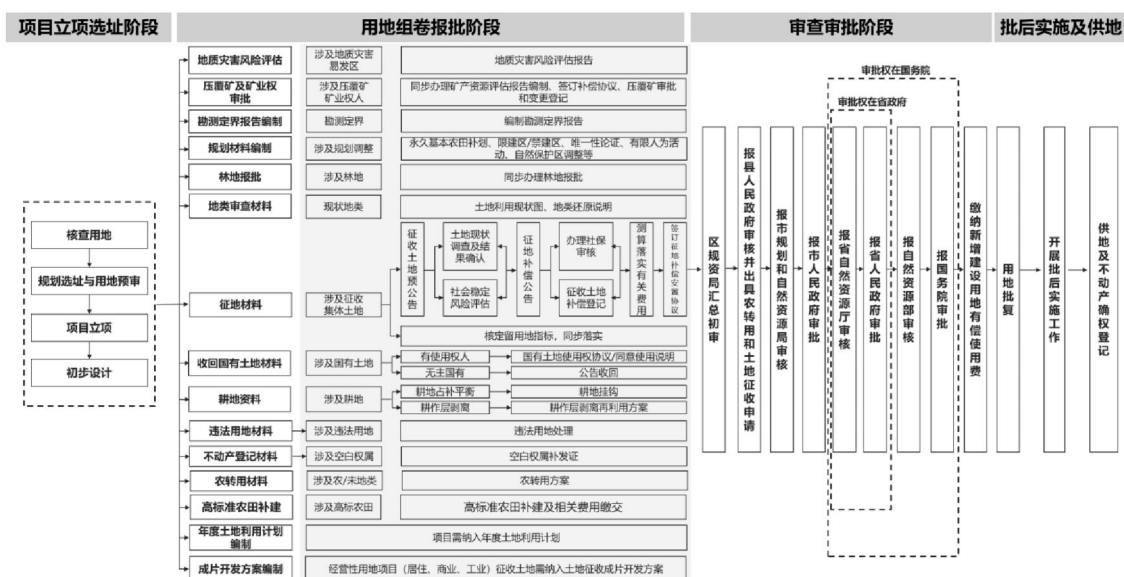 项目立项选址阶段
用地组卷报批阶段
审查审批阶段
批后实施及供地
核查用地
规划选址与用地预审
项目立项
初步设计
地质灾害风险评估
涉及地质灾害
易发区
地质灾害风险评估报告
压覆矿及矿业权
审批
涉及压覆矿
矿业权人
同步办理矿产资源评估报告编制、签订补偿协议、压覆矿审批
和变更登记
勘测定界报告编制
勘测定界
编制勘测定界报告
规划材料编制
涉及规划调整
永久基本农田补划、限建区/禁建区、唯一性论证、有限人为活
动、自然保护区调整等
林地报批
涉及林地
同步办理林地报批
地类审查材料
现状地类
土地利用现状图、地类还原说明
征地材料
涉及征收
集体土地
征收土地预公告
土地现状
调查及结
果确认
社会稳定
风险评估
征地补偿公告
办理社保
审核
征收土地
补偿登记
测算落实有关费用
签订征地补偿安置协议
核定留用地指标，同步落实
收回国有土地材料
涉及国有土地
有使用权人
国有土地使用权协议/同意使用说明
无主国有
公告收回
耕地资料
涉及耕地
耕地占补平衡
耕地挂钩
耕作层剥离
耕作层剥离再利用方案
违法用地材料
涉及违法用地
违法用地处理
不动产登记材料
涉及空白权属
空白权属补发证
农转用材料
涉及农/未地类
农转用方案
高标准农田补建
涉及高标农田
高标准农田补建及相关费用缴交
年度土地利用计划
编制
项目需纳入年度土地利用计划
成片开发方案编制
经营性用地项目（居住、商业、工业）征收土地需纳入土地征收成片开发方案
审批权在国务院
审批权在省政府
区规资局汇总初审
报县人民政府审核并出具农转用和土地征收申请
报市规划和自然资源局审核
报市人民政府审批
报省自然资源厅审核
报省人民政府审批
报自然资源部审核
报国务院审批
缴纳新增建设用地有偿使用费
用地批复
开展批后实施工作
供地及不动产确权登记